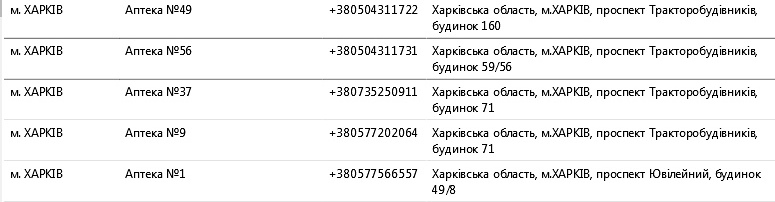 м. ХАРКІВ Аптека №49 +380504311722 Харківська область, м.ХАРКІВ, проспект Тракторобудівників,
будинок 160
м. ХАРКІВ Аптека №56 +380504311731 Харківська область, м.ХАРКІВ, проспект Тракторобудівників,
будинок 59/56
м. ХАРКІВ Аптека №37 +380735250911 Харківська область, м.ХАРКІВ, проспект Тракторобудівників,
будинок 71
м. ХАРКІВ Аптека №9 +380577202064 Харківська область, м.ХАРКІВ, проспект Тракторобудівників,
будинок 71
м. ХАРКІВ Аптека №1 +380577566557 Харківська область, м.ХАРКІВ, проспект Ювілейний, будинок
49/8